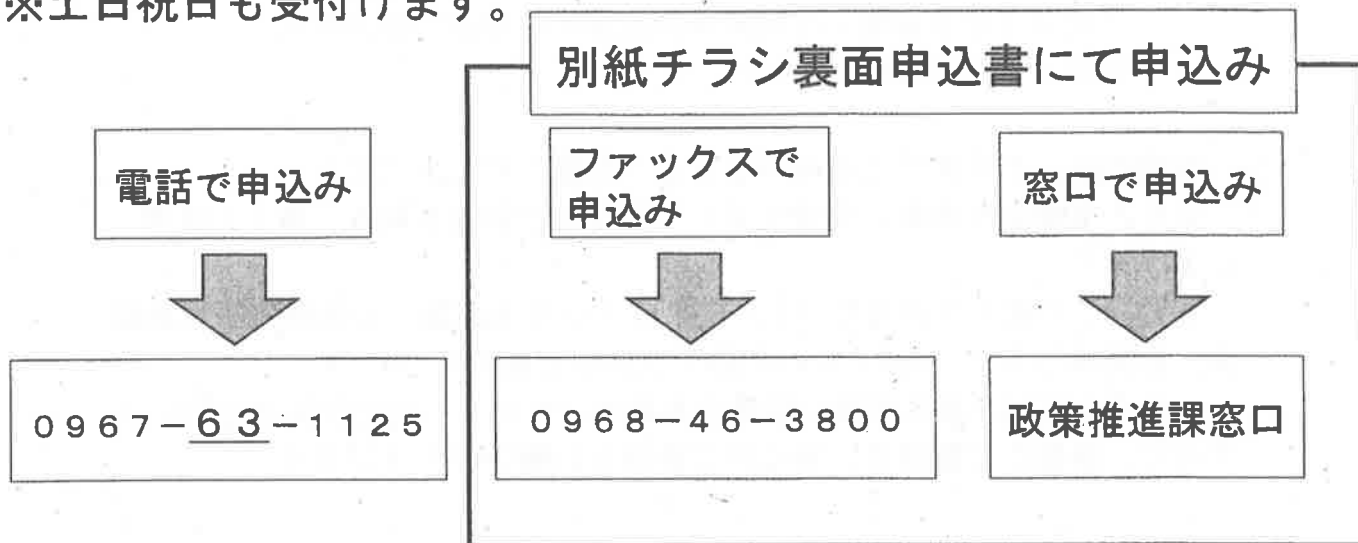 ※土日祝日も受付けます。
別紙チラシ裏面申込書にて申込み
電話で申込み
０９６７－６３－１１２５
ファックスで
申込み
０９６８－４６－３８００
窓口で申込み
政策推進課窓口